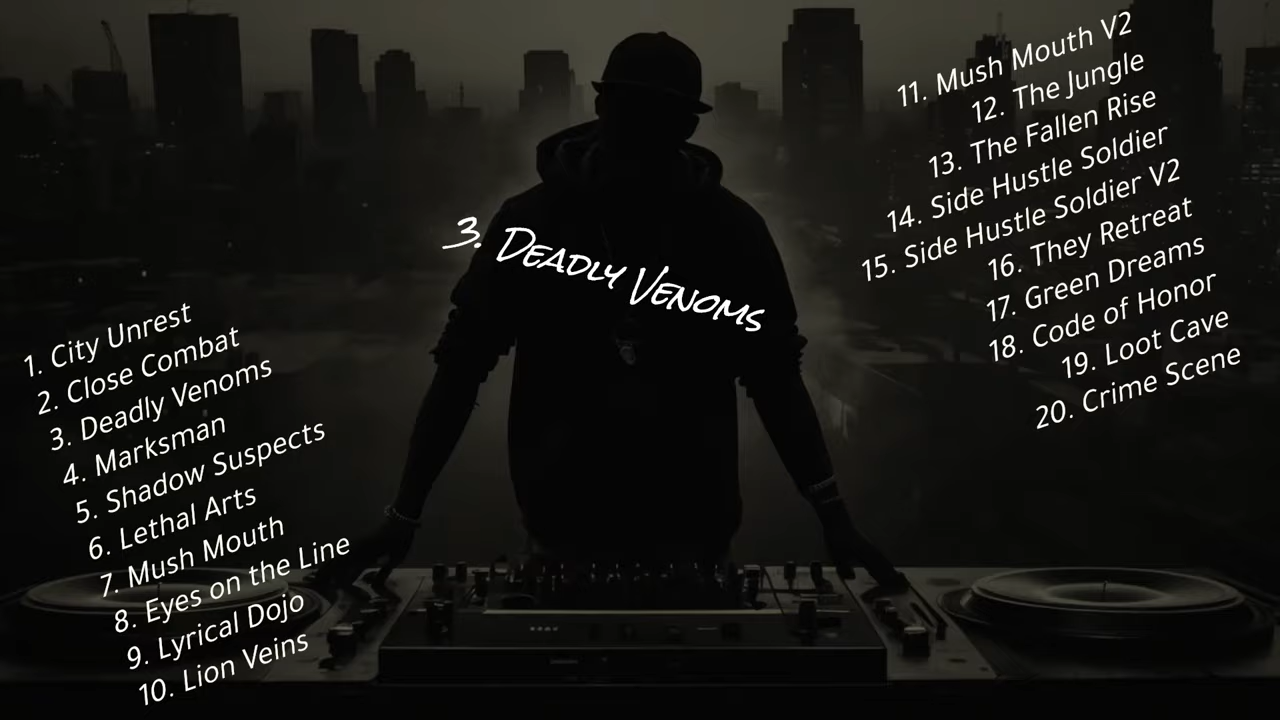 1. City Unrest
2. Close Combat
3. Deadly Venoms
4. Marksman
5. Shadow Suspects
6. Lethal Arts
7. Mush Mouth
8. Eyes on the Line
9. Lyrical Dojo
10. Lion Veins
3. Deadly Venoms
11. Mush Mouth V2
12. The Jungle
13. The Fallen Rise
14. Side Hustle Soldier
15. Side Hustle Soldier V2
16. They Retreat
17. Green Dreams
18. Code of Honor
19. Loot Cave
20. Crime Scene